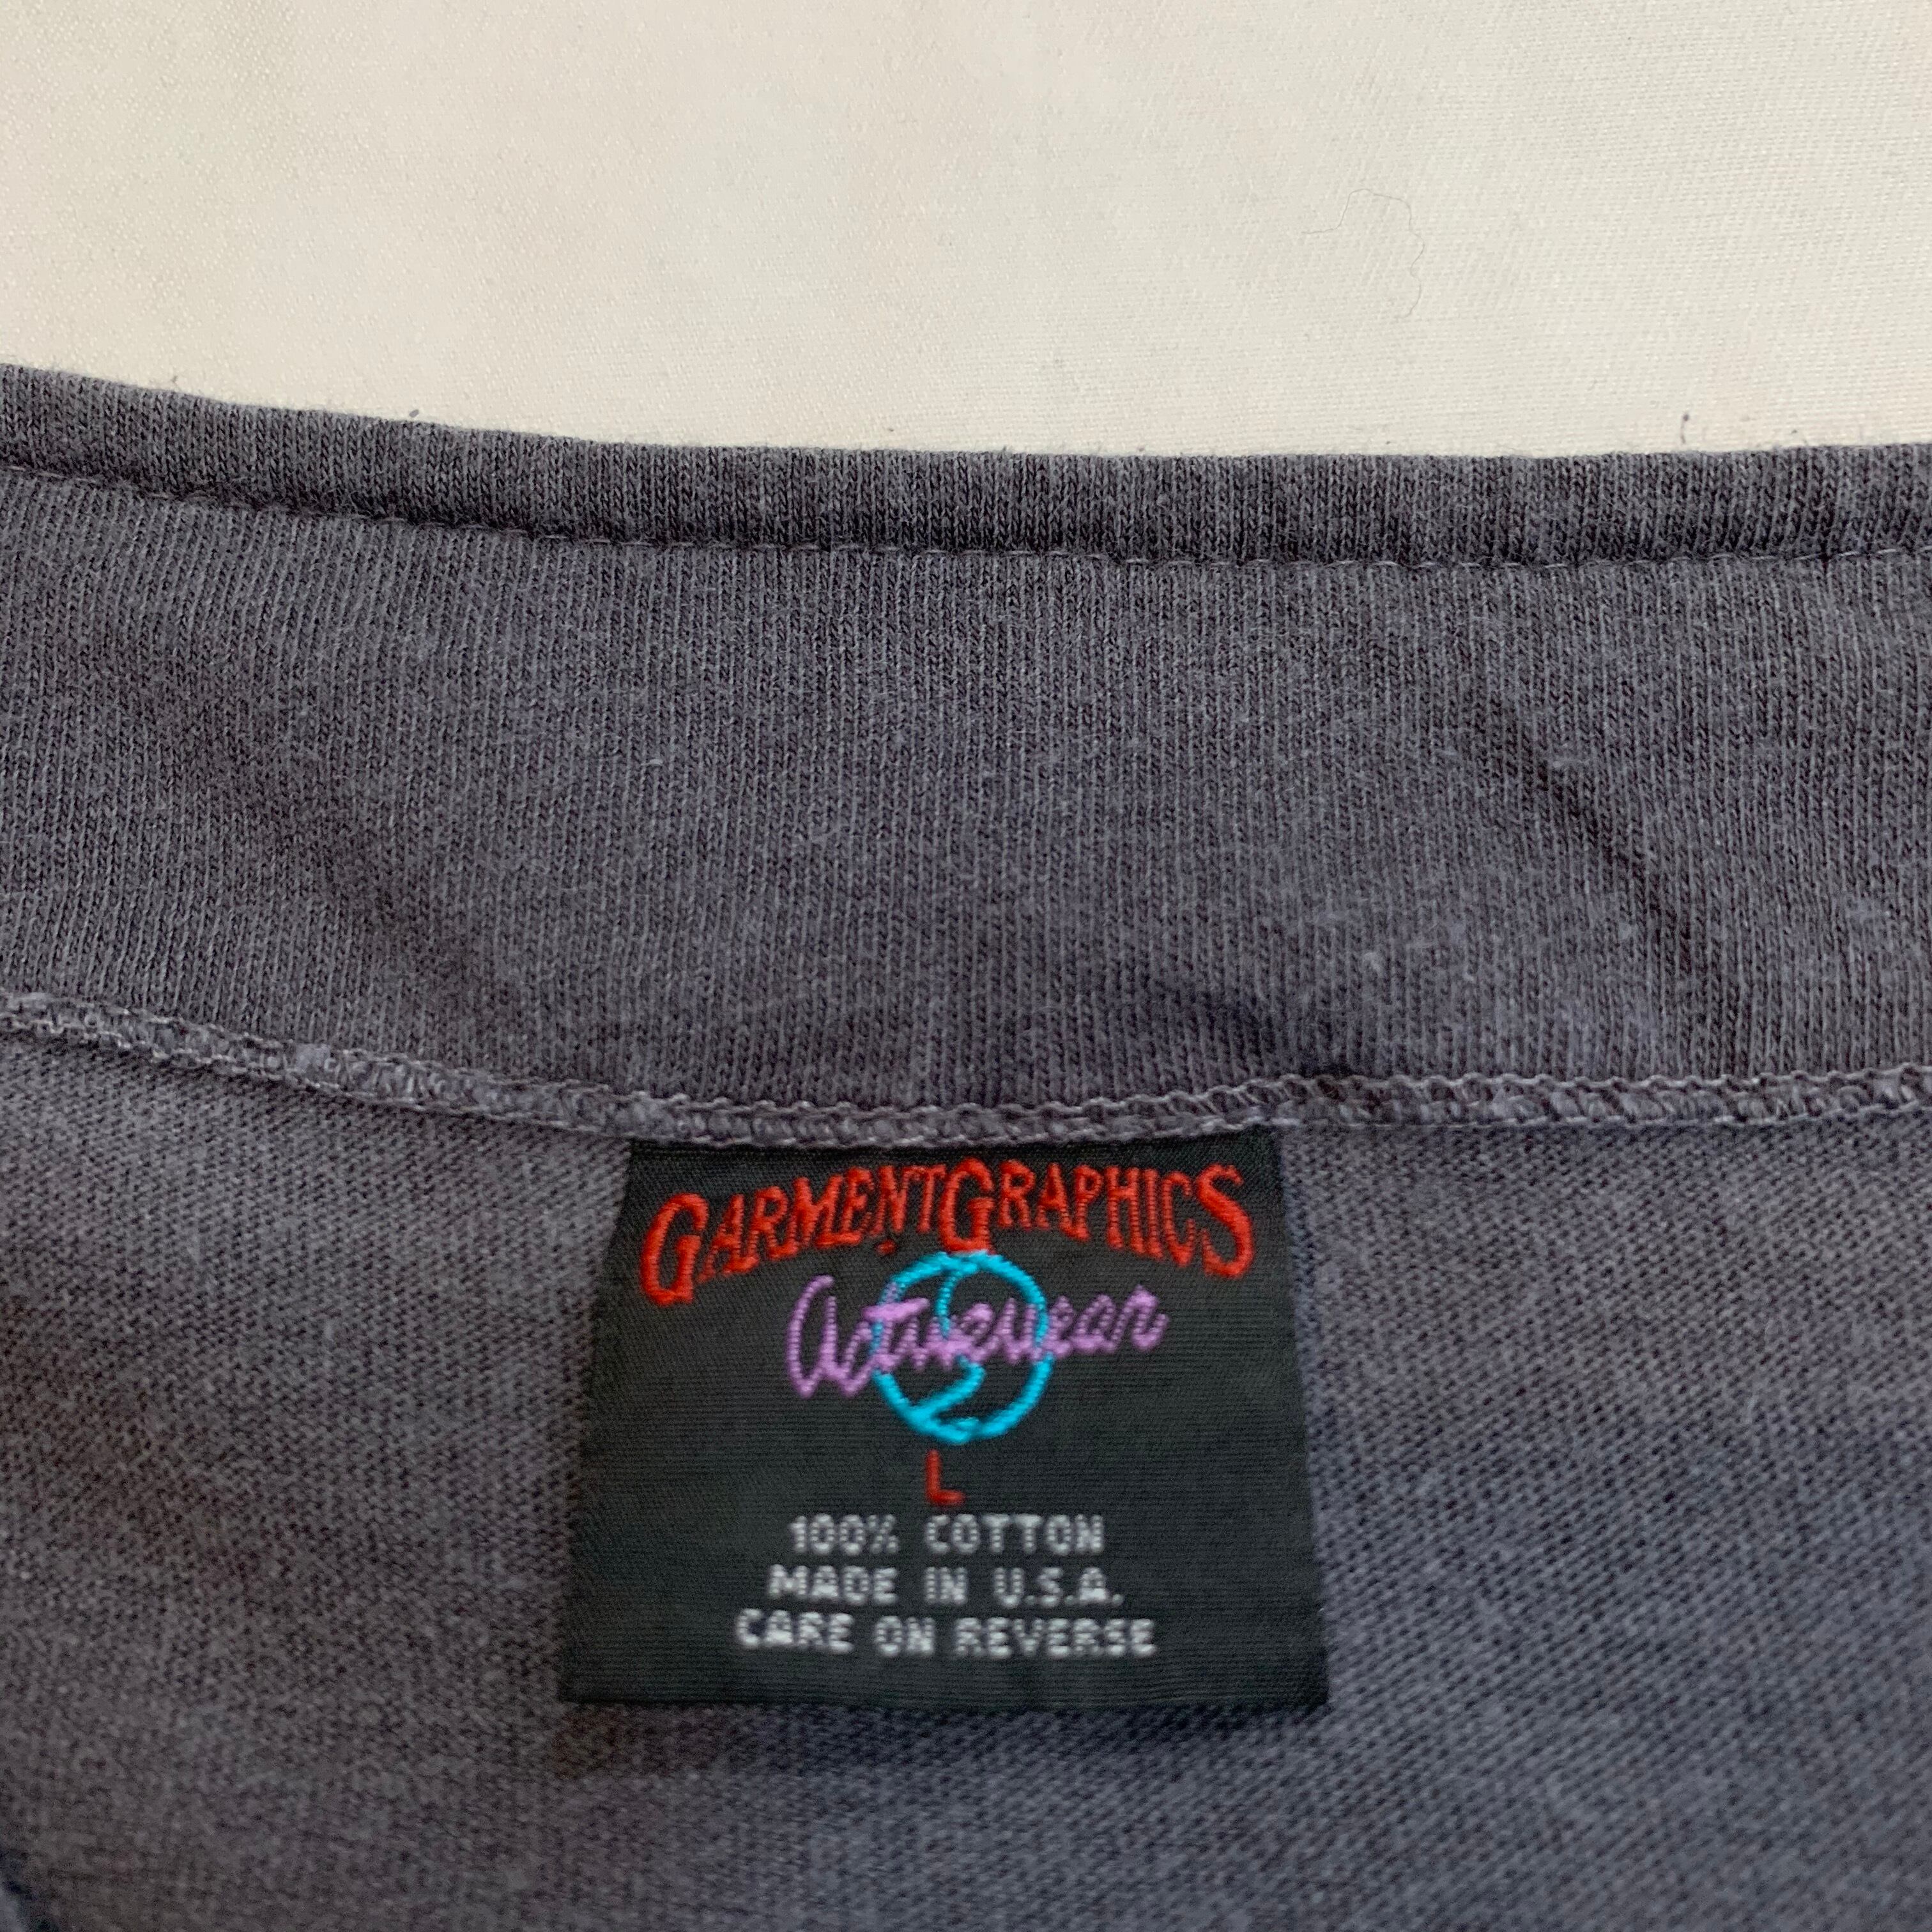 GARMENTGRAPHICS
Activewear
L
100% COTTON
MADE IN U.S.A.
CARE ON REVERSE